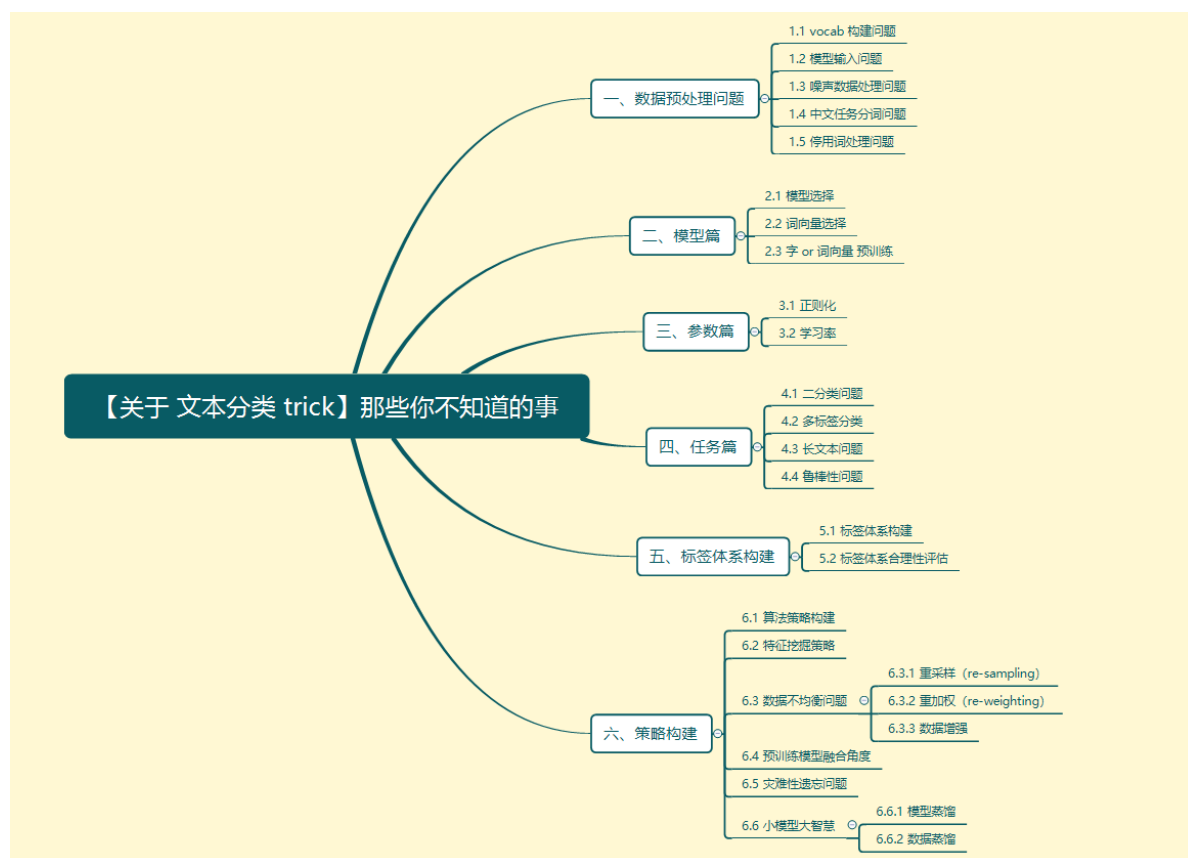 【关于 文本分类 trick】那些你不知道的事
一、数据预处理问题
1.1 vocab 构建问题
1.2 模型输入问题
1.3 噪声数据处理问题
1.4 中文任务分词问题
1.5 停用词处理问题
二、模型篇
2.1 模型选择
2.2 词向量选择
2.3 字 or 词向量 预训练
三、参数篇
3.1 正则化
3.2 学习率
四、任务篇
4.1 二分类问题
4.2 多标签分类
4.3 长文本问题
4.4 鲁棒性问题
五、标签体系构建
5.1 标签体系构建
5.2 标签体系合理性评估
六、策略构建
6.1 算法策略构建
6.2 特征挖掘策略
6.3 数据不均衡问题
6.3.1 重采样（re-sampling）
6.3.2 重加权（re-weighting）
6.3.3 数据增强
6.4 预训练模型融合角度
6.5 灾难性遗忘问题
6.6 小模型大智慧
6.6.1 模型蒸馏
6.6.2 数据蒸馏